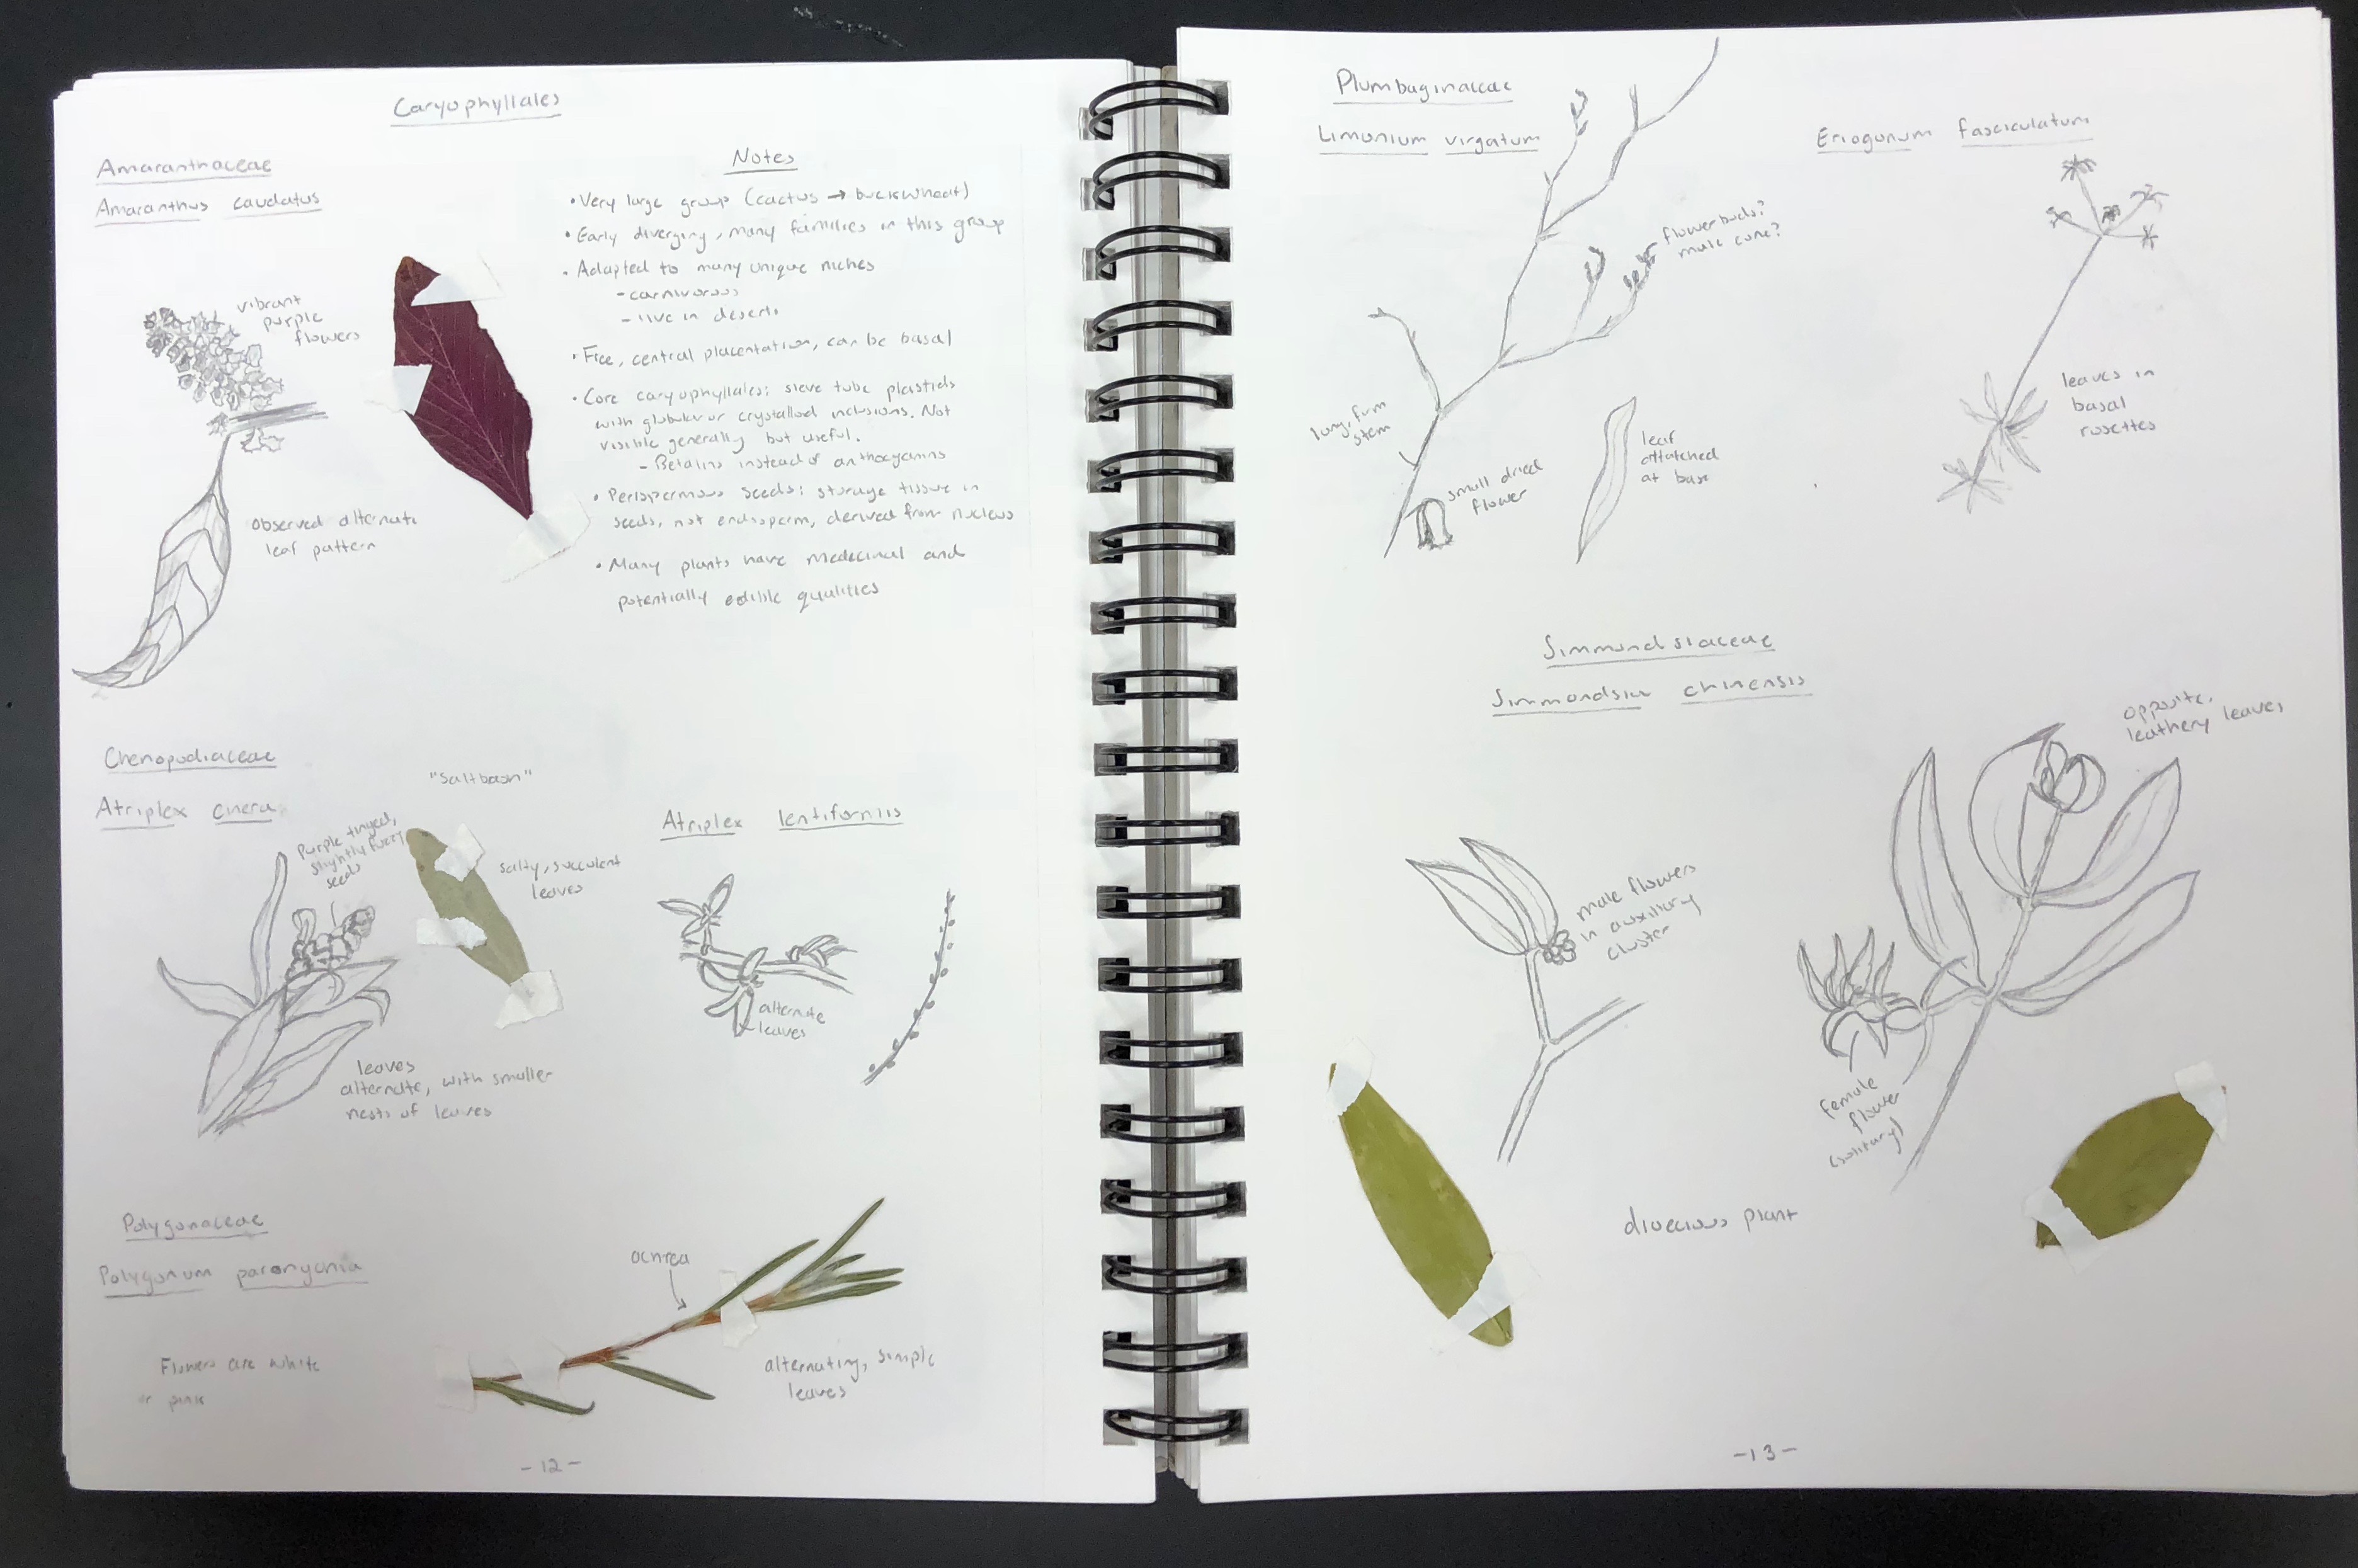 Caryophyllales
Amaranthaceae
Amaranthus caudatus
vibrant
purple
flowers
Observed alternate
leaf pattern
Notes
• Very large group (cactus → buckwheat)
• Early diverging, many families in this group
• Adapted to many unique niches
- carnivorous
- live in deserts
• Free, central placentation, can be basal
• Core caryophyllales: sieve tube plastids
with globular or crystalloid inclusions. Not
visible generally but useful.
- Betalins instead of anthocyanins
• Perispermous seeds: storage tissue in
seeds, not endosperm, derived from nucleus
• Many plants have medicinal and
potentially edible qualities
Chenopodiaceae
Atriplex cinera
"Saltbush"
Purple tinged,
slightly fuzzy
seeds
salty, succulent
leaves
leaves
alternate, with smaller
nests of leaves
Atriplex lentiformis
alternate
leaves
Polygonaceae
Polygonum paronychia
Flowers are white
or pink
ochrea
alternating, simple
leaves
- 12 -
Plumbaginaceae
Limonium virgatum
flower buds?
male cone?
long, firm
stem
small dried
flower
leaf
attatched
at base
Eriogonum fasciculatum
leaves in
basal
rosettes
Simmondsiaceae
Simmondsia chinensis
male flowers
in auxiliary
cluster
opposite,
leathery leaves
female
flower
(solitary)
dioecious plant
- 13 -